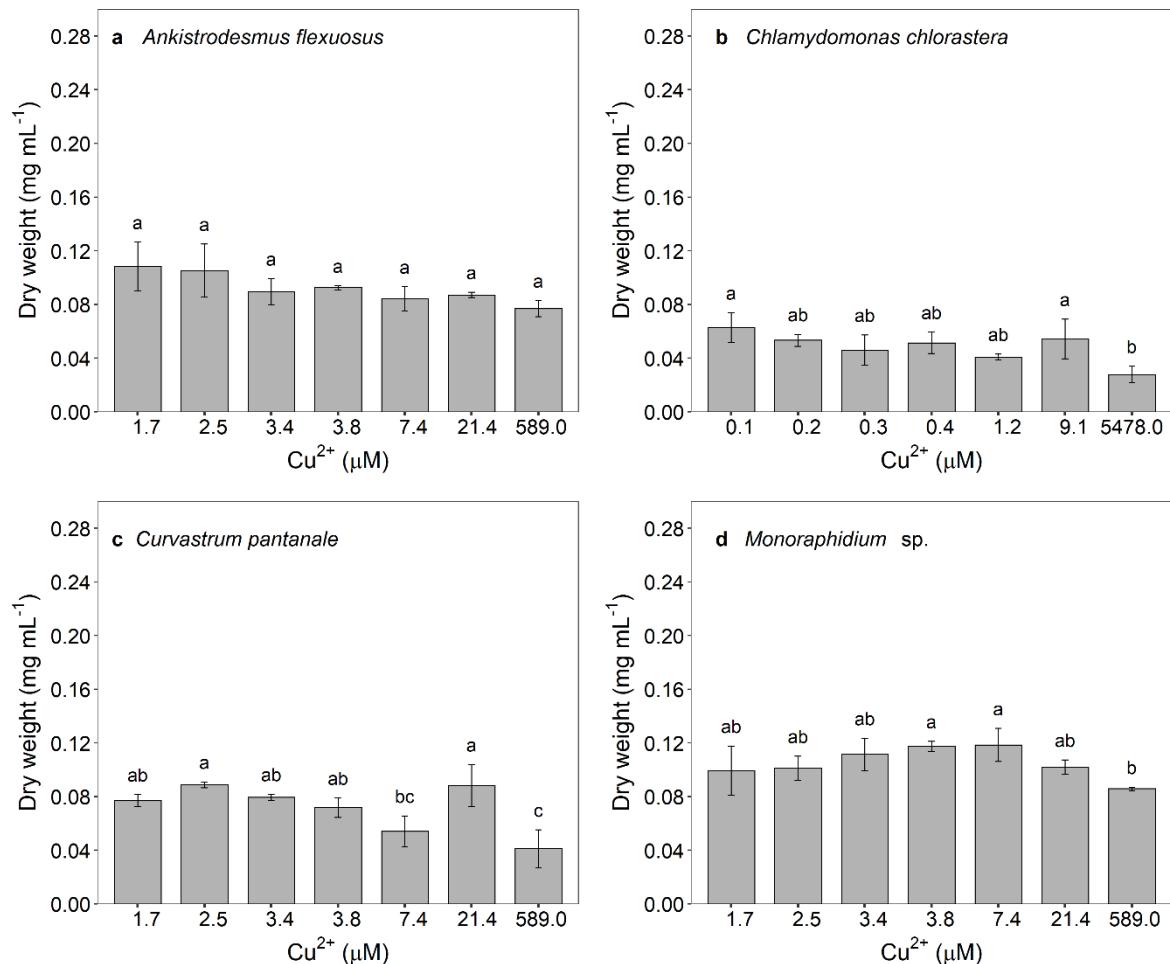 a Ankistrodesmus flexuosus
Dry weight (mg mL⁻¹)
0.28
0.24
0.20
0.16
0.12
0.08
0.04
0.00
a a a a a a a
1.7 2.5 3.4 3.8 7.4 21.4 589.0
Cu²⁺ (μM)
b Chlamydomonas chlorastera
Dry weight (mg mL⁻¹)
0.28
0.24
0.20
0.16
0.12
0.08
0.04
0.00
a ab ab ab ab a b
0.1 0.2 0.3 0.4 1.2 9.1 5478.0
Cu²⁺ (μM)
c Curvastrum pantanale
Dry weight (mg mL⁻¹)
0.28
0.24
0.20
0.16
0.12
0.08
0.04
0.00
ab a ab ab bc a c
1.7 2.5 3.4 3.8 7.4 21.4 589.0
Cu²⁺ (μM)
d Monoraphidium sp.
Dry weight (mg mL⁻¹)
0.28
0.24
0.20
0.16
0.12
0.08
0.04
0.00
ab ab ab a a ab b
1.7 2.5 3.4 3.8 7.4 21.4 589.0
Cu²⁺ (μM)